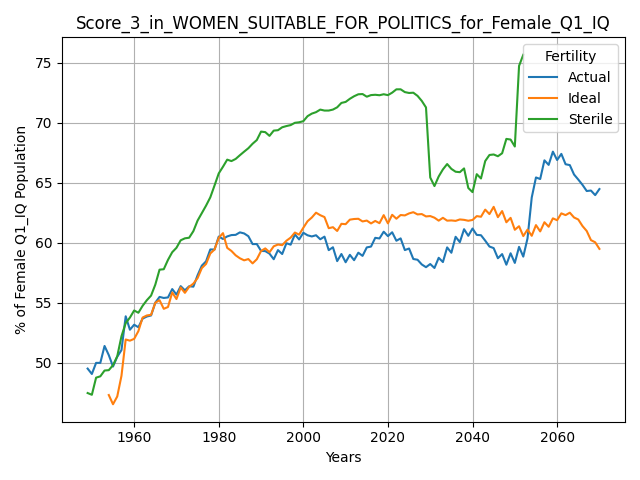 Score_3_in_WOMEN_SUITABLE_FOR_POLITICS_for_Female_Q1_IQ
Fertility
Actual
Ideal
Sterile
% of Female Q1_IQ Population
75
70
65
60
55
50
1960
1980
2000
2020
2040
2060
Years